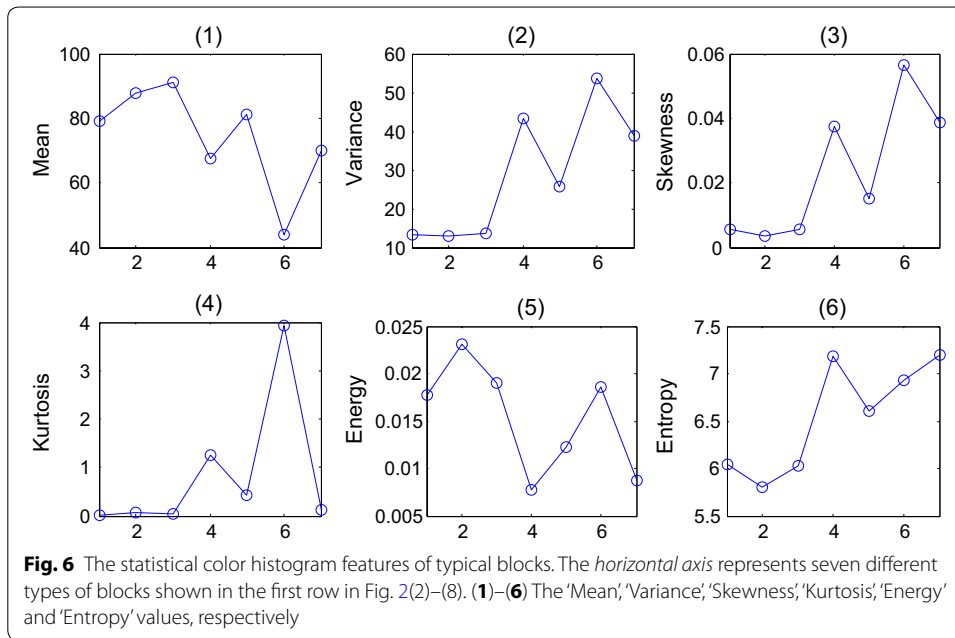 (1) (2) (3)
100
80
60
40
Mean
2 4 6
60
50
40
30
20
10
Variance
2 4 6
0.06
0.04
0.02
0
Skewness
2 4 6
(4) (5) (6)
4
3
2
1
0
Kurtosis
2 4 6
0.025
0.02
0.015
0.01
0.005
Energy
2 4 6
7.5
7
6.5
6
5.5
Entropy
2 4 6
Fig. 6 The statistical color histogram features of typical blocks. The horizontal axis represents seven different
types of blocks shown in the first row in Fig. 2(2)–(8). (1)–(6) The ‘Mean’, ‘Variance’, ‘Skewness’, ‘Kurtosis’, ‘Energy’
and ‘Entropy’ values, respectively